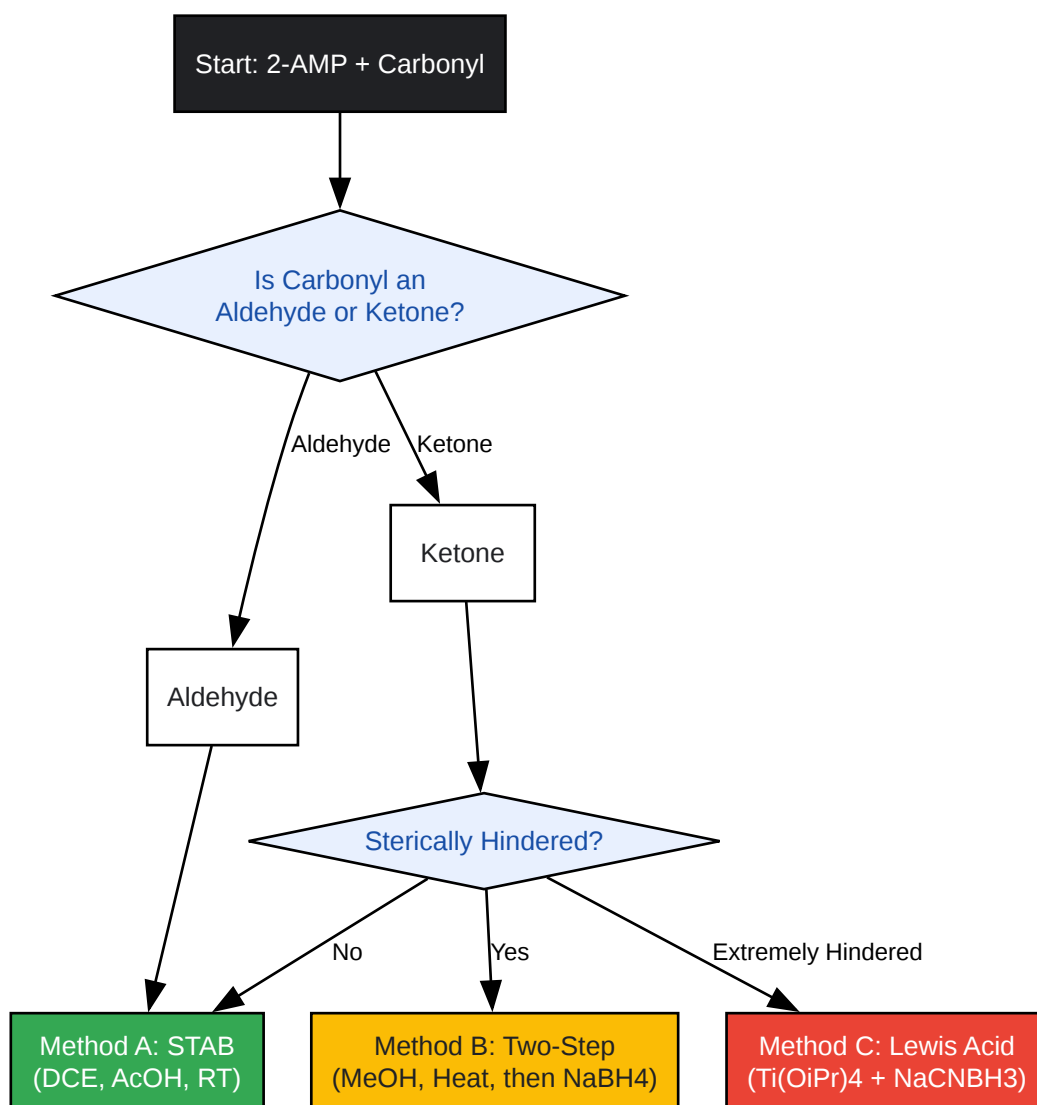 Start: 2-AMP + Carbonyl
Is Carbonyl an
Aldehyde or Ketone?
Aldehyde
Ketone
Ketone
Aldehyde
Sterically Hindered?
No
Yes
Extremely Hindered
Method A: STAB
(DCE, AcOH, RT)
Method B: Two-Step
(MeOH, Heat, then NaBH4)
Method C: Lewis Acid
(Ti(OiPr)4 + NaCNBH3)